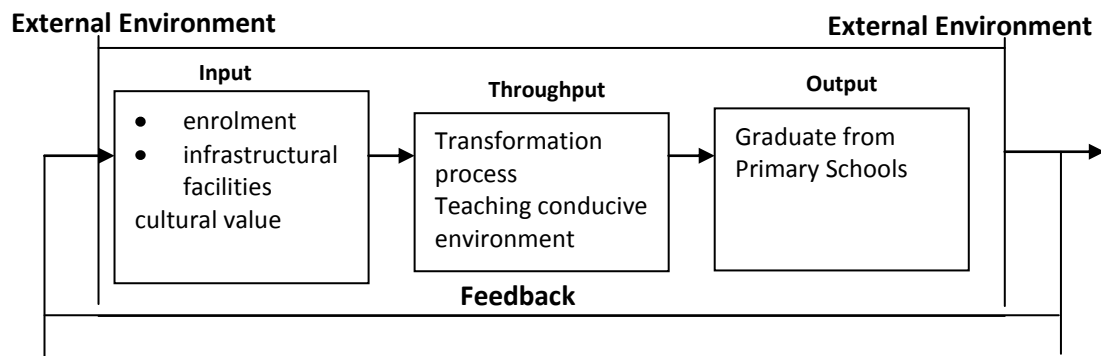 External Environment
External Environment
Input
Throughput
Output
• enrolment
• infrastructural
facilities
cultural value
Transformation
process
Teaching conducive
environment
Graduate from
Primary Schools
Feedback